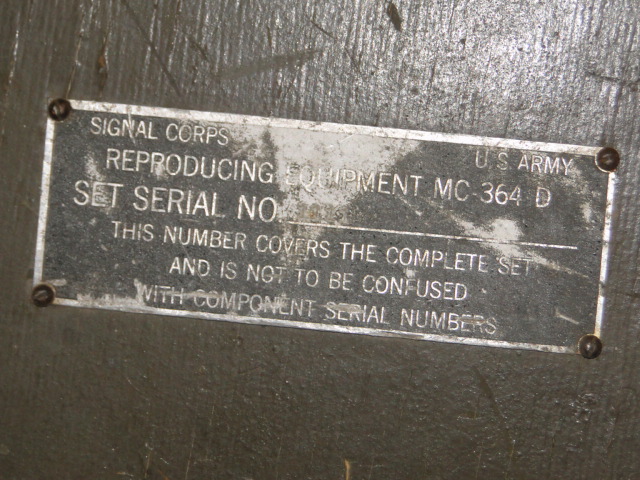 SIGNAL CORPS U S ARMY
REPRODUCING EQUIPMENT MC-364 D
SET SERIAL NO.
THIS NUMBER COVERS THE COMPLETE SET
AND IS NOT TO BE CONFUSED
WITH COMPONENT SERIAL NUMBERS